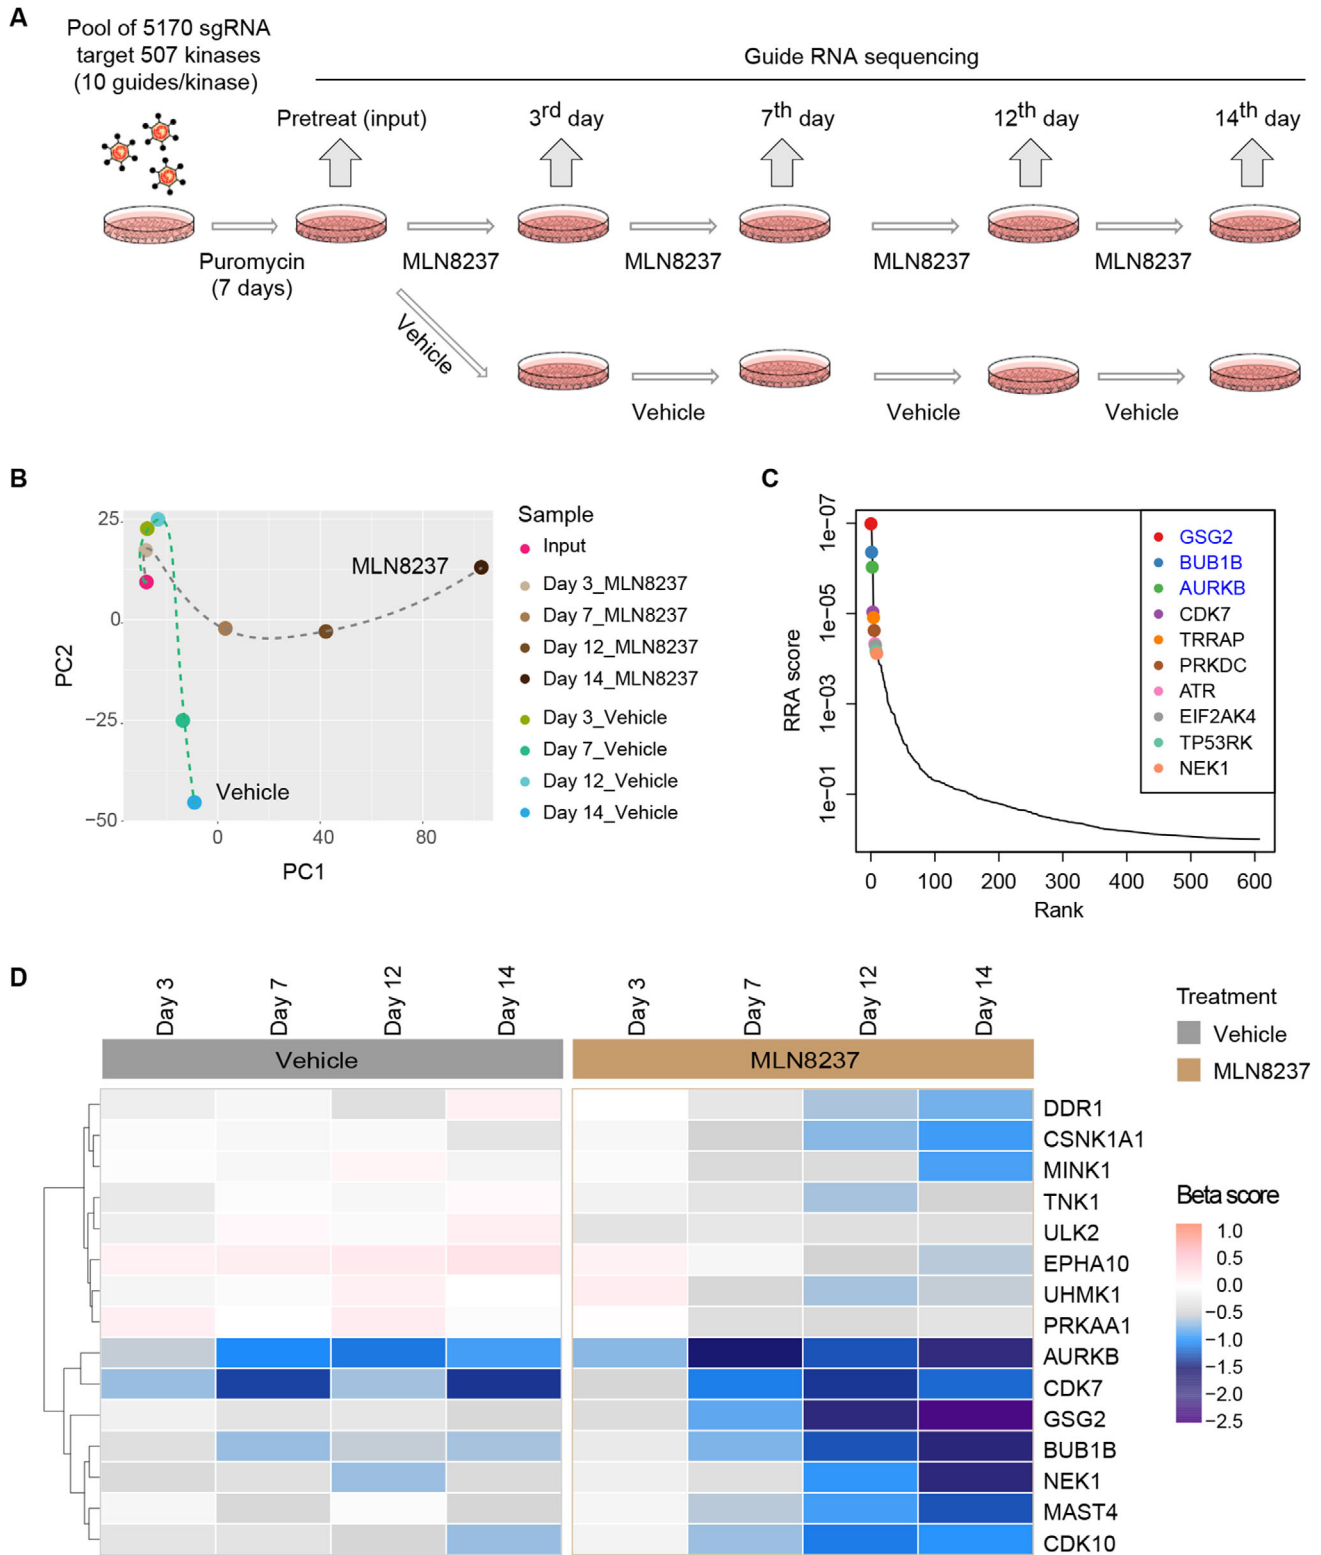 A
Pool of 5170 sgRNA
target 507 kinases
(10 guides/kinase)
Guide RNA sequencing
Pretreat (input)
3rd day
7th day
12th day
14th day
Puromycin
(7 days)
MLN8237
MLN8237
MLN8237
MLN8237
Vehicle
Vehicle
Vehicle
Vehicle
B
25
0
−25
−50
PC2
0
40
80
PC1
MLN8237
Vehicle
Sample
Input
Day 3_MLN8237
Day 7_MLN8237
Day 12_MLN8237
Day 14_MLN8237
Day 3_Vehicle
Day 7_Vehicle
Day 12_Vehicle
Day 14_Vehicle
C
RRA score
1e−07
1e−05
1e−03
1e−01
0
100
200
300
400
500
600
Rank
GSG2
BUB1B
AURKB
CDK7
TRRAP
PRKDC
ATR
EIF2AK4
TP53RK
NEK1
D
Day 3
Day 7
Day 12
Day 14
Day 3
Day 7
Day 12
Day 14
Vehicle
MLN8237
DDR1
CSNK1A1
MINK1
TNK1
ULK2
EPHA10
UHMK1
PRKAA1
AURKB
CDK7
GSG2
BUB1B
NEK1
MAST4
CDK10
Treatment
Vehicle
MLN8237
Beta score
1.0
0.5
0.0
−0.5
−1.0
−1.5
−2.0
−2.5